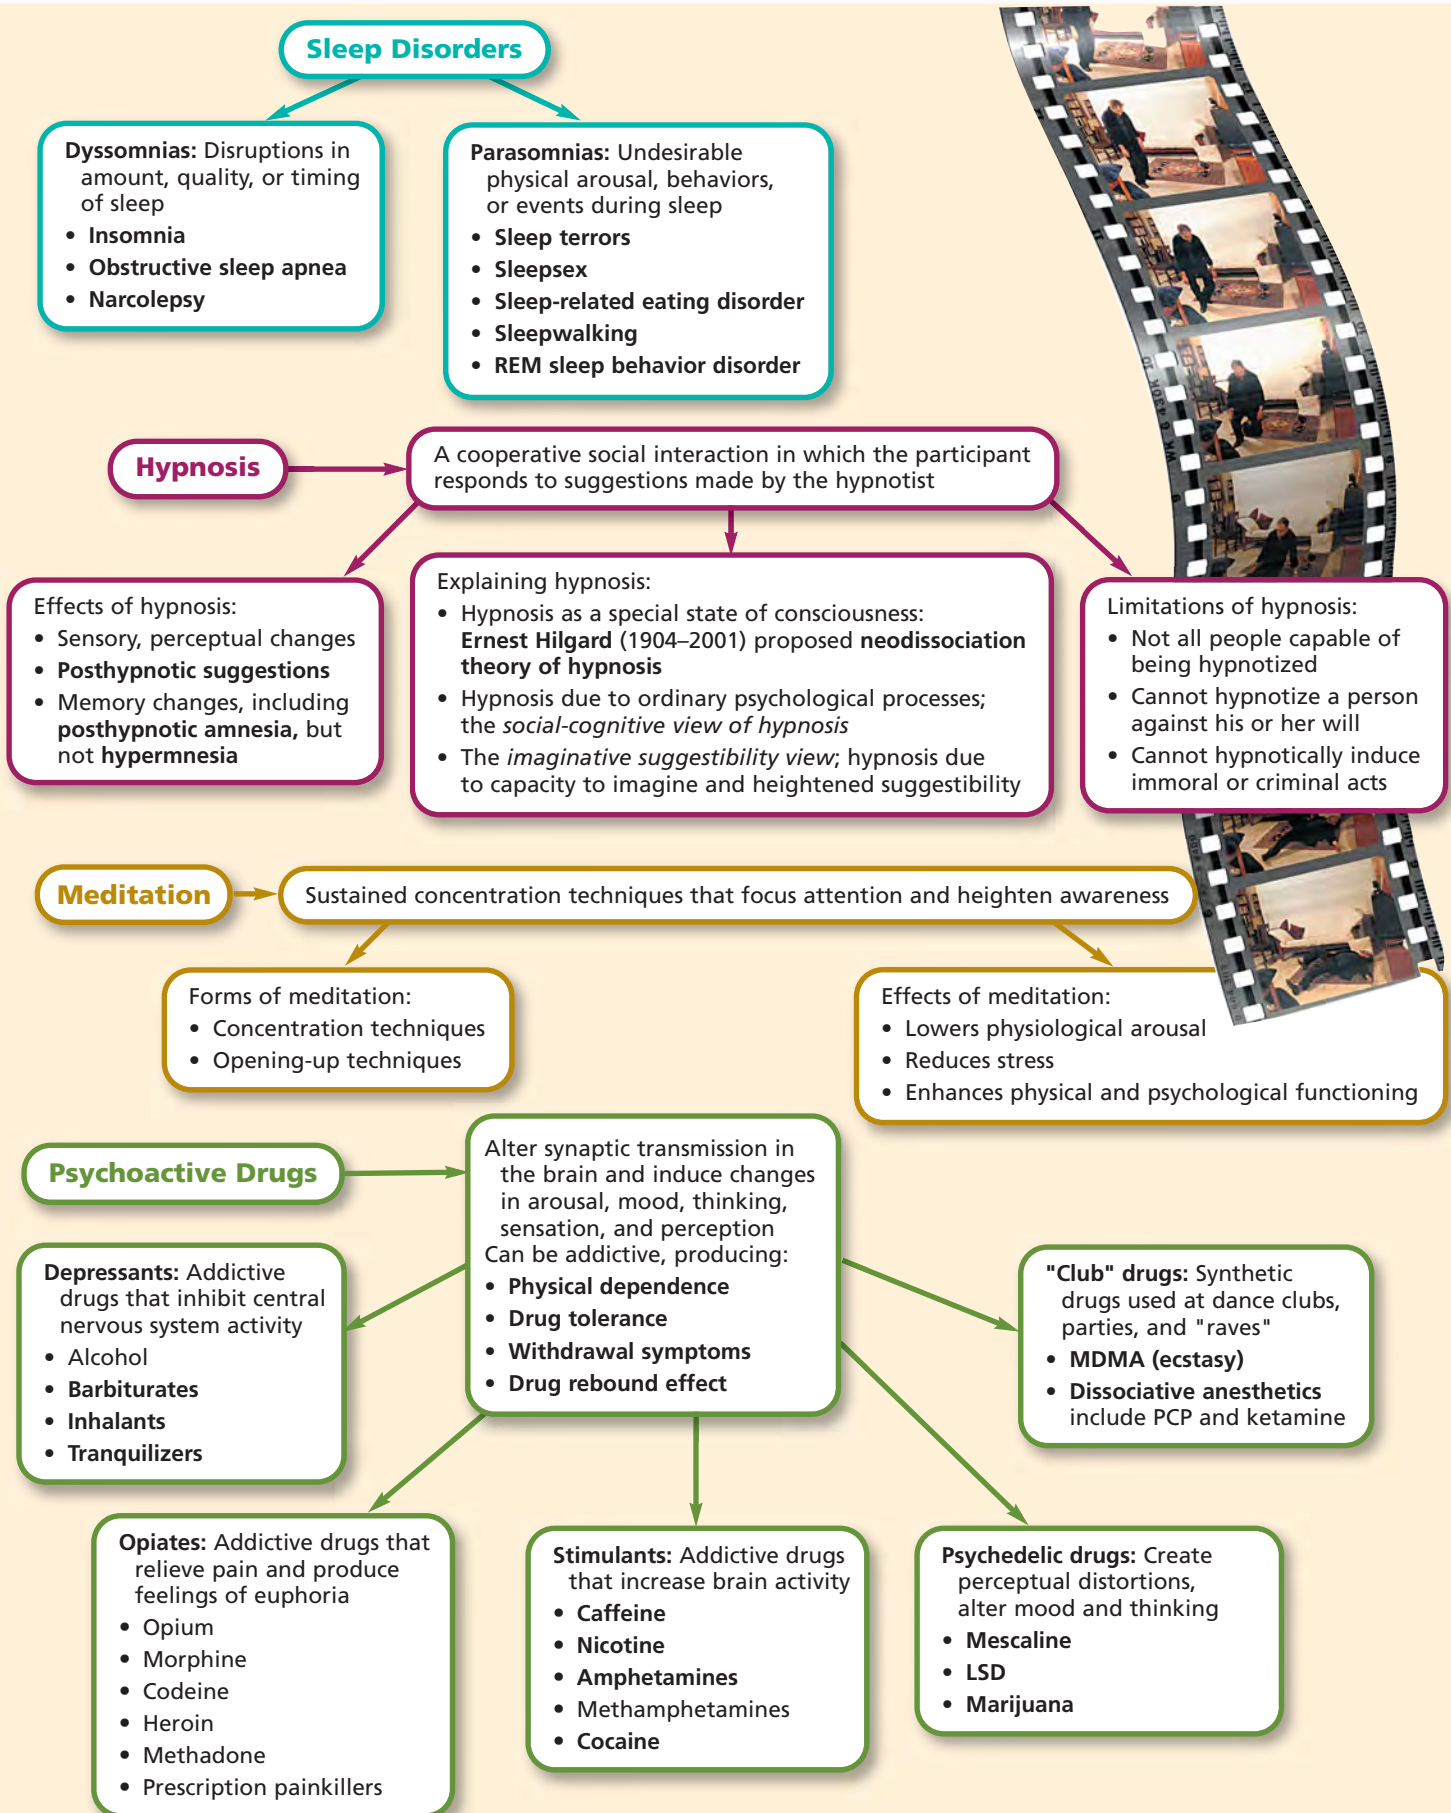 Sleep Disorders
Dyssomnias: Disruptions in
amount, quality, or timing
of sleep
• Insomnia
• Obstructive sleep apnea
• Narcolepsy
Parasomnias: Undesirable
physical arousal, behaviors,
or events during sleep
• Sleep terrors
• Sleepsex
• Sleep-related eating disorder
• Sleepwalking
• REM sleep behavior disorder
Hypnosis
A cooperative social interaction in which the participant
responds to suggestions made by the hypnotist
Effects of hypnosis:
• Sensory, perceptual changes
• Posthypnotic suggestions
• Memory changes, including
posthypnotic amnesia, but
not hypermnesia
Explaining hypnosis:
• Hypnosis as a special state of consciousness:
Ernest Hilgard (1904–2001) proposed neodissociation
theory of hypnosis
• Hypnosis due to ordinary psychological processes;
the social-cognitive view of hypnosis
• The imaginative suggestibility view; hypnosis due
to capacity to imagine and heightened suggestibility
Limitations of hypnosis:
• Not all people capable of
being hypnotized
• Cannot hypnotize a person
against his or her will
• Cannot hypnotically induce
immoral or criminal acts
Meditation
Sustained concentration techniques that focus attention and heighten awareness
Forms of meditation:
• Concentration techniques
• Opening-up techniques
Effects of meditation:
• Lowers physiological arousal
• Reduces stress
• Enhances physical and psychological functioning
Psychoactive Drugs
Alter synaptic transmission in
the brain and induce changes
in arousal, mood, thinking,
sensation, and perception
Can be addictive, producing:
• Physical dependence
• Drug tolerance
• Withdrawal symptoms
• Drug rebound effect
Depressants: Addictive
drugs that inhibit central
nervous system activity
• Alcohol
• Barbiturates
• Inhalants
• Tranquilizers
"Club" drugs: Synthetic
drugs used at dance clubs,
parties, and "raves"
• MDMA (ecstasy)
• Dissociative anesthetics
include PCP and ketamine
Opiates: Addictive drugs that
relieve pain and produce
feelings of euphoria
• Opium
• Morphine
• Codeine
• Heroin
• Methadone
• Prescription painkillers
Stimulants: Addictive drugs
that increase brain activity
• Caffeine
• Nicotine
• Amphetamines
• Methamphetamines
• Cocaine
Psychedelic drugs: Create
perceptual distortions,
alter mood and thinking
• Mescaline
• LSD
• Marijuana